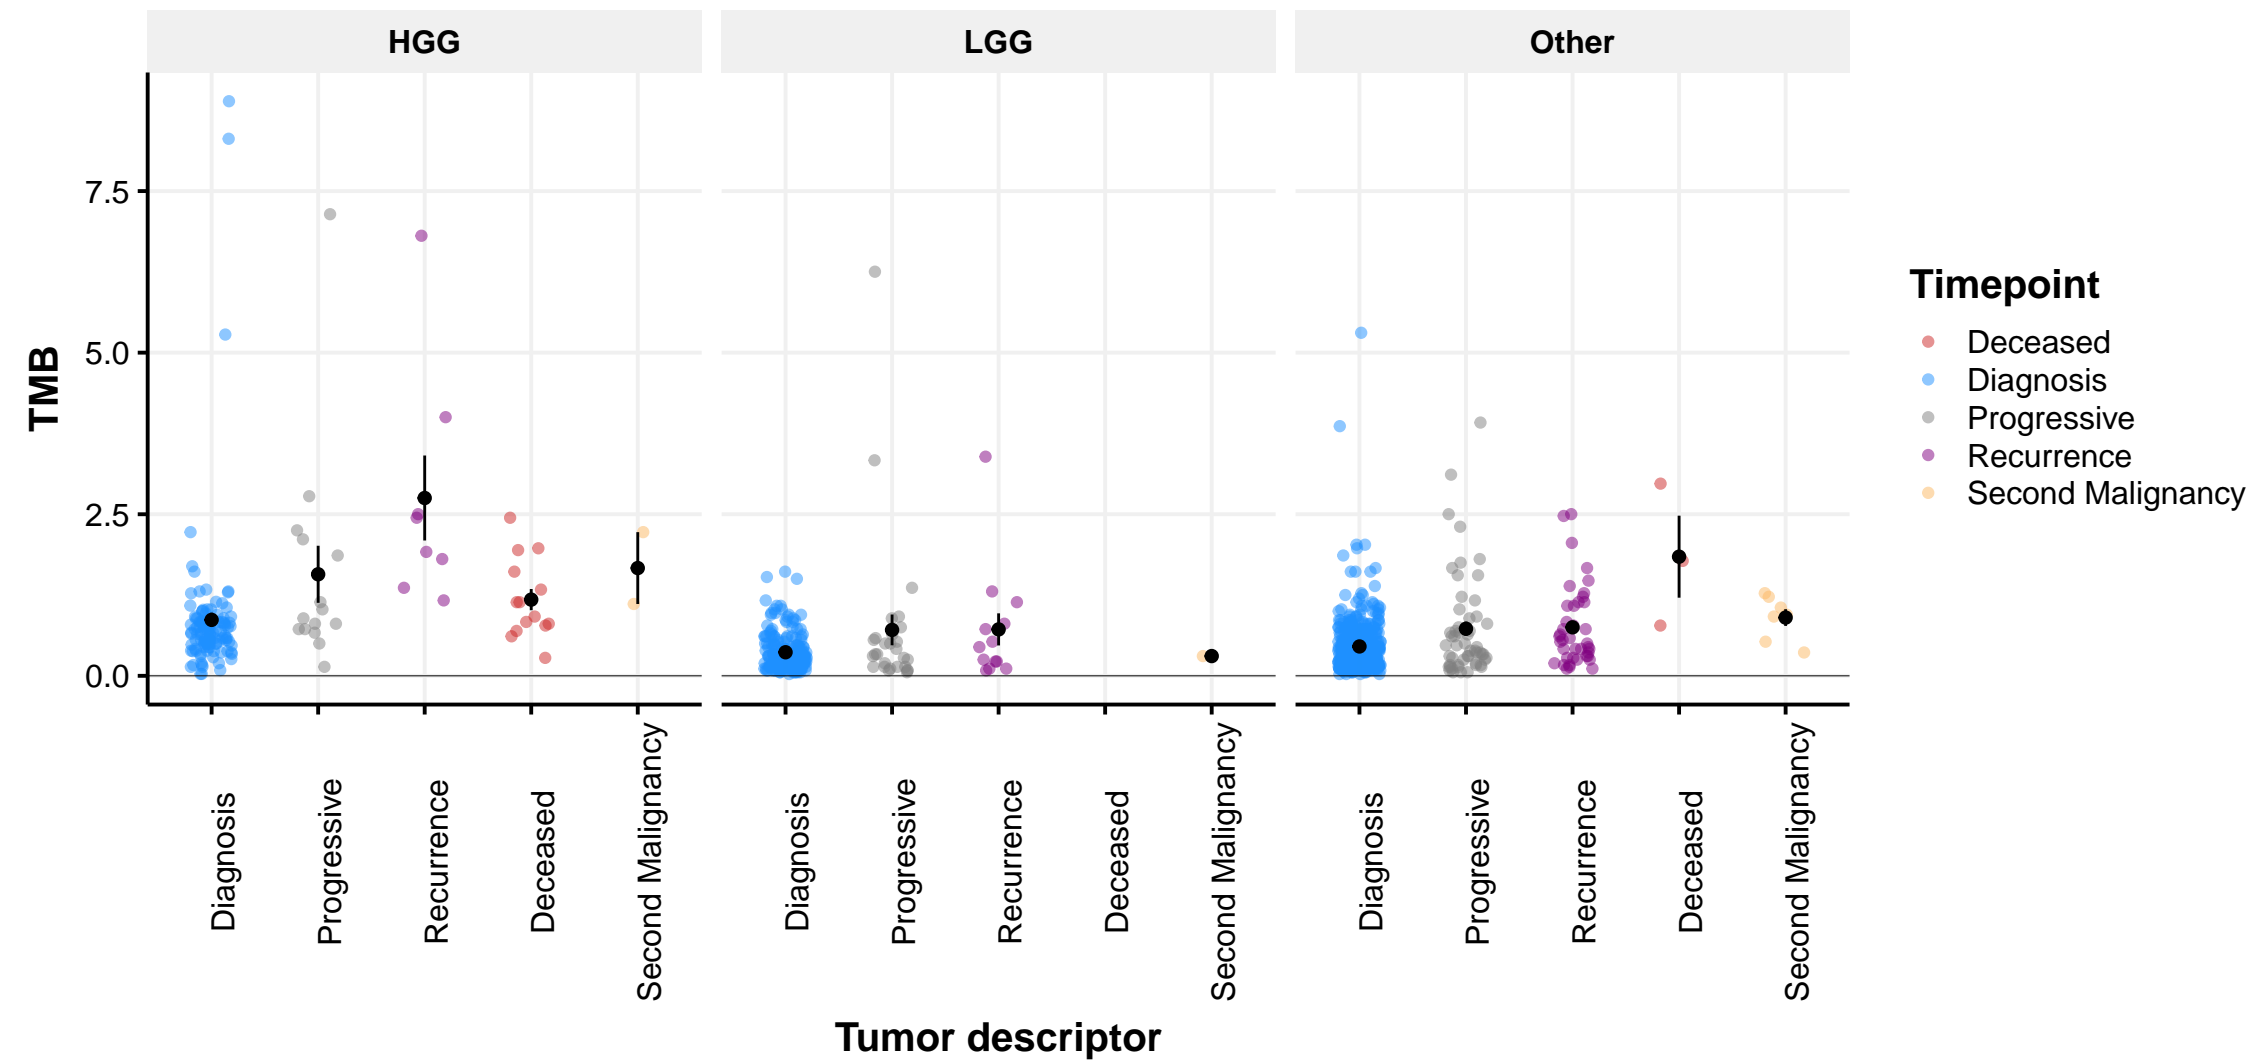 HGG
LGG
Other
TMB
7.5
5.0
2.5
0.0
Diagnosis
Progressive
Recurrence
Deceased
Second Malignancy
Diagnosis
Progressive
Recurrence
Deceased
Second Malignancy
Diagnosis
Progressive
Recurrence
Deceased
Second Malignancy
Tumor descriptor
Timepoint
Deceased
Diagnosis
Progressive
Recurrence
Second Malignancy